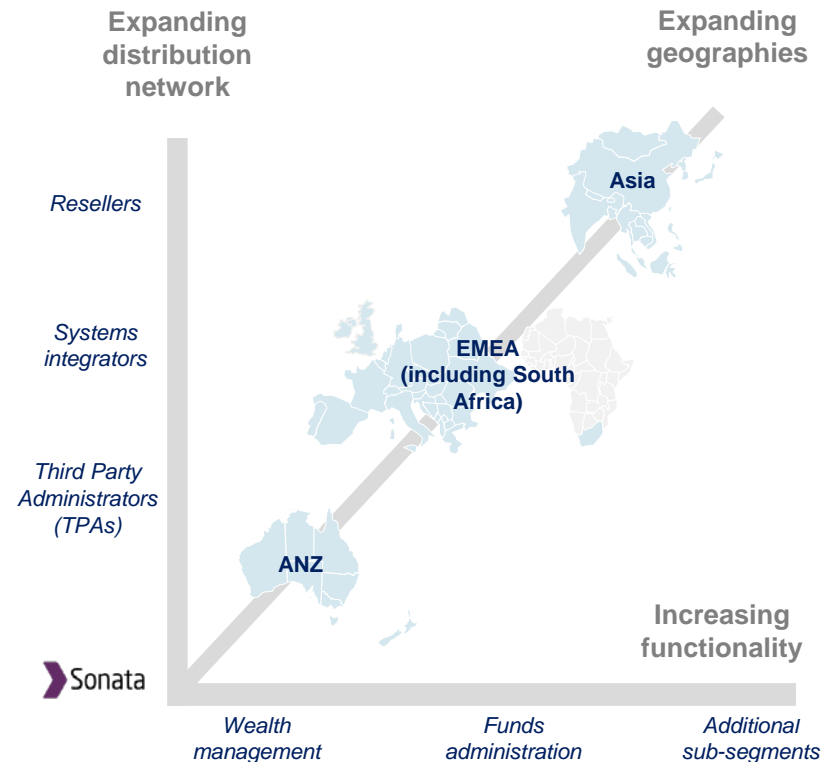 Expanding
distribution
network
Expanding
geographies
Resellers
Asia
Systems
integrators
EMEA
(including South
Africa)
Third Party
Administrators
(TPAs)
ANZ
Increasing
functionality
Sonata
Wealth
management
Funds
administration
Additional
sub-segments